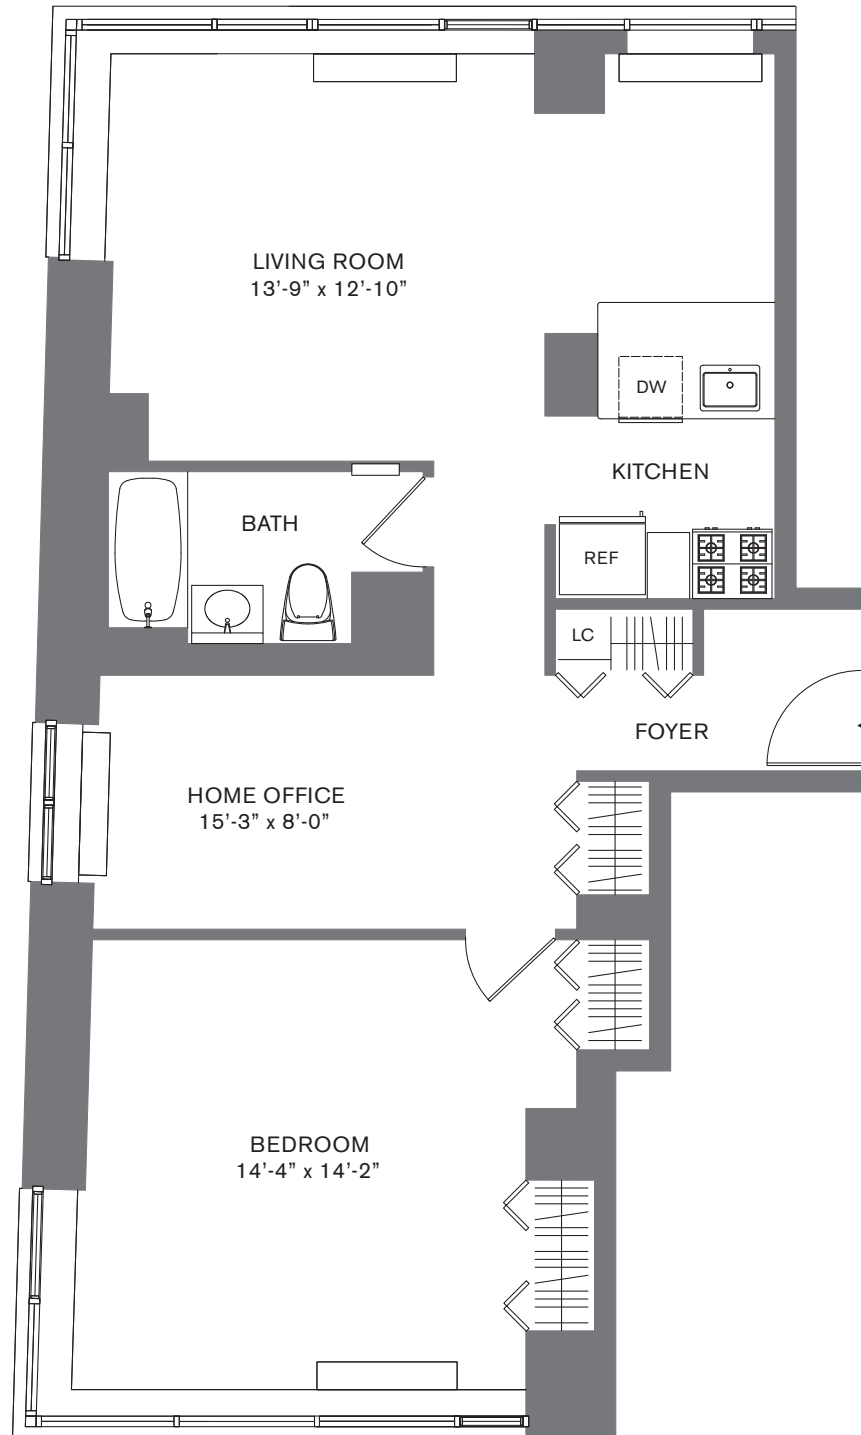 LIVING ROOM
13’-9” x 12’-10”
DW
KITCHEN
BATH
REF
LC
FOYER
HOME OFFICE
15’-3” x 8’-0”
BEDROOM
14’-4” x 14’-2”